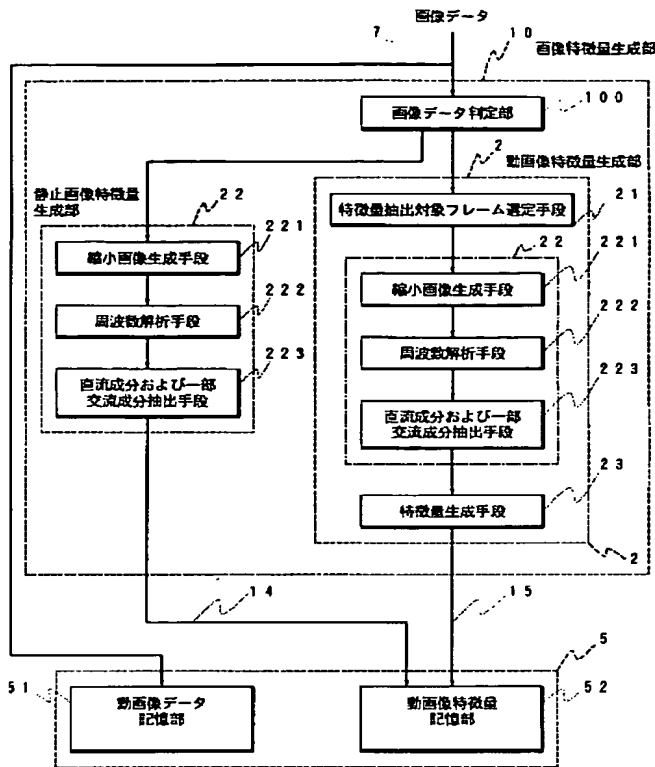 画像データ
7
10
画像特徴量生成部
画像データ判定部
100
2
動画像特徴量生成部
静止画像特徴量
生成部
22
特徴量抽出対象フレーム選定手段
21
縮小画像生成手段
221
22
縮小画像生成手段
221
周波数解析手段
222
周波数解析手段
222
直流成分および一部
交流成分抽出手段
223
直流成分および一部
交流成分抽出手段
223
特徴量生成手段
23
2
14
15
5
51
動画像データ
記憶部
動画像特徴量
記憶部
52